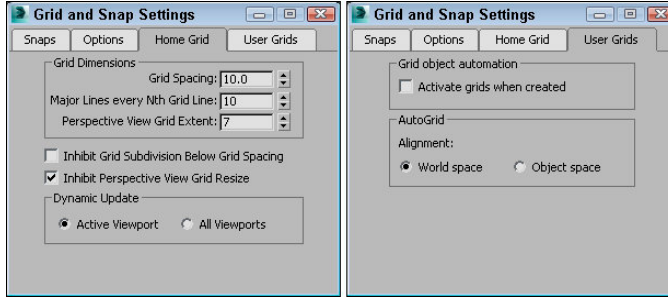 Grid and Snap Settings
Snaps Options Home Grid User Grids
Grid Dimensions
Grid Spacing: 10.0
Major Lines every Nth Grid Line: 10
Perspective View Grid Extent: 7
Inhibit Grid Subdivision Below Grid Spacing
Inhibit Perspective View Grid Resize
Dynamic Update
Active Viewport All Viewports
Grid and Snap Settings
Snaps Options Home Grid User Grids
Grid object automation
Activate grids when created
AutoGrid
Alignment:
World space Object space